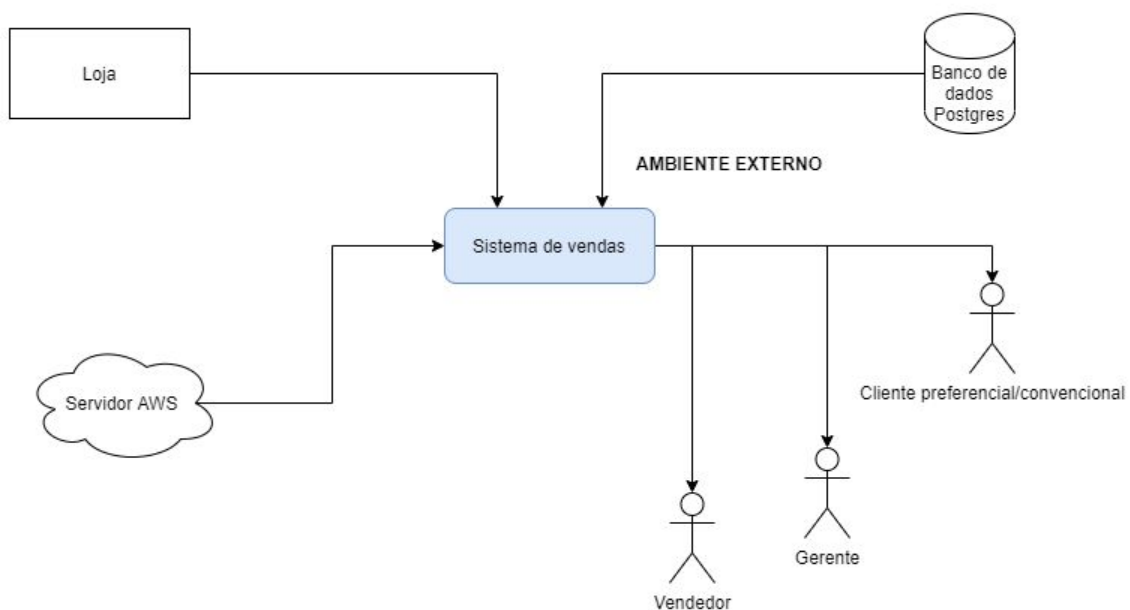 Loja
Banco de
dados
Postgres
AMBIENTE EXTERNO
Sistema de vendas
Servidor AWS
Cliente preferencial/convencional
Gerente
Vendedor